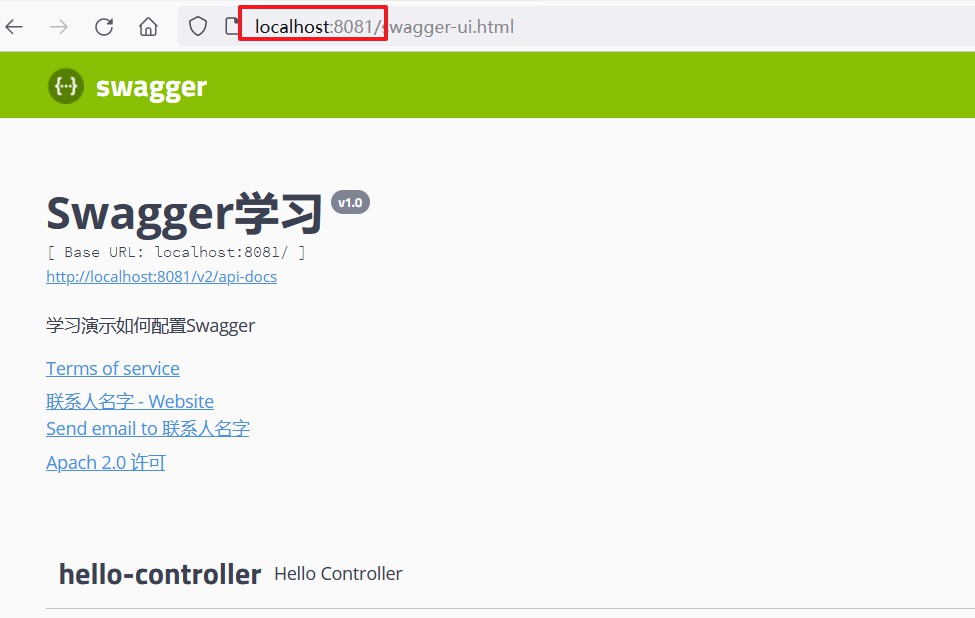 localhost:8081/swagger-ui.html
{···} swagger
Swagger学习 v1.0
[ Base URL: localhost:8081/ ]
http://localhost:8081/v2/api-docs
学习演示如何配置Swagger
Terms of service
联系人名字 - Website
Send email to 联系人名字
Apach 2.0 许可
hello-controller Hello Controller